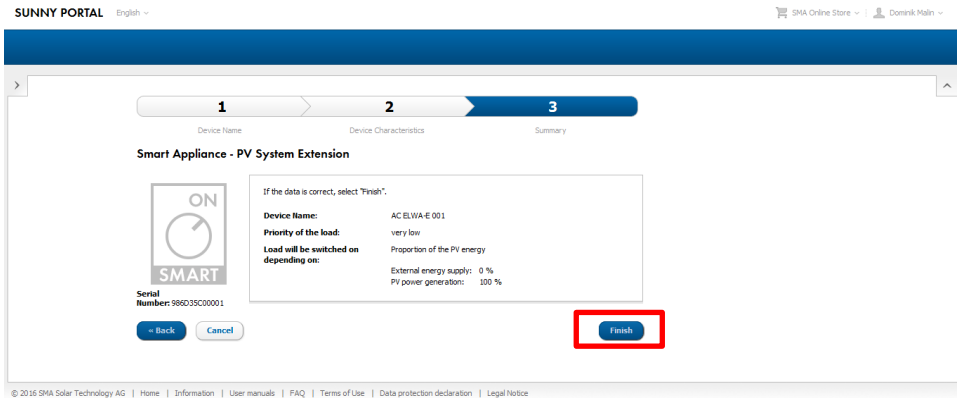 SUNNY PORTAL English
SMA Online Store Dominik Malin
1 2 3
Device Name Device Characteristics Summary
Smart Appliance - PV System Extension
ON
SMART
Serial
Number: 986D35C00001
If the data is correct, select "Finish".
Device Name: AC ELWA-E 001
Priority of the load: very low
Load will be switched on Proportion of the PV energy
depending on:
External energy supply: 0 %
PV power generation: 100 %
« Back Cancel Finish
© 2016 SMA Solar Technology AG | Home | Information | User manuals | FAQ | Terms of Use | Data protection declaration | Legal Notice